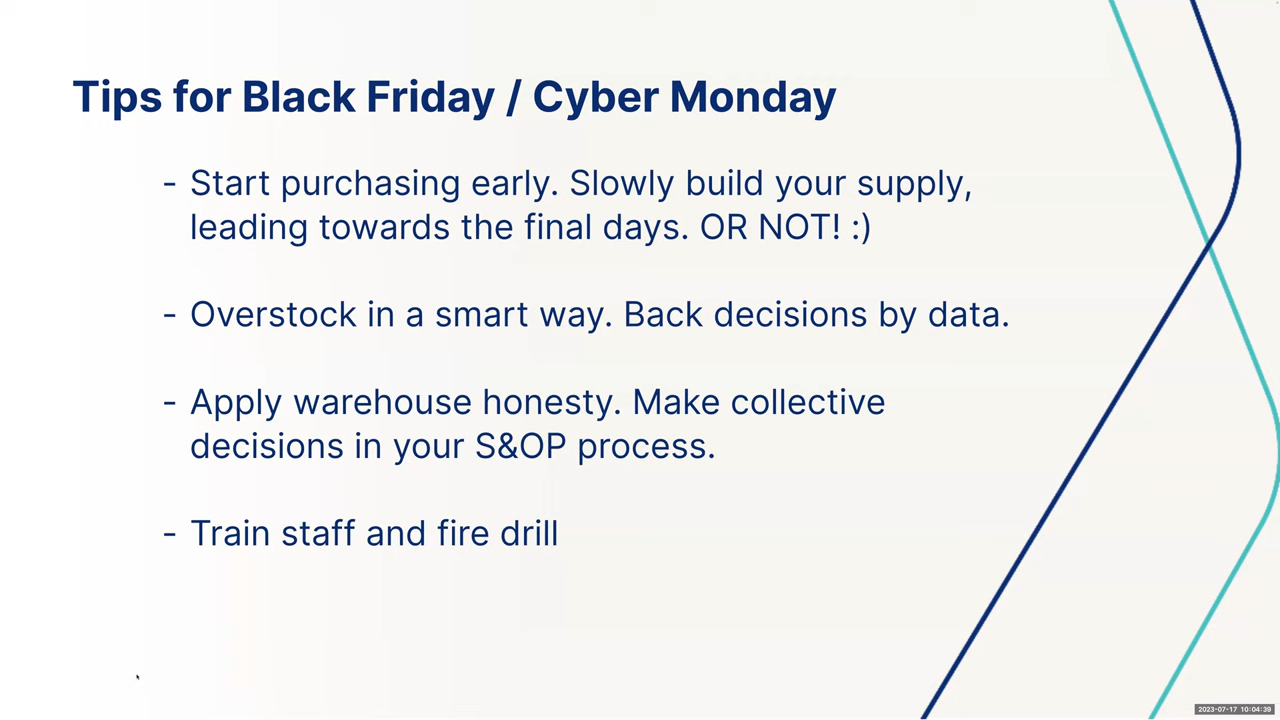 Tips for Black Friday / Cyber Monday
- Start purchasing early. Slowly build your supply,
leading towards the final days. OR NOT! :)
- Overstock in a smart way. Back decisions by data.
- Apply warehouse honesty. Make collective
decisions in your S&OP process.
- Train staff and fire drill
2023-07-17 10:04:39